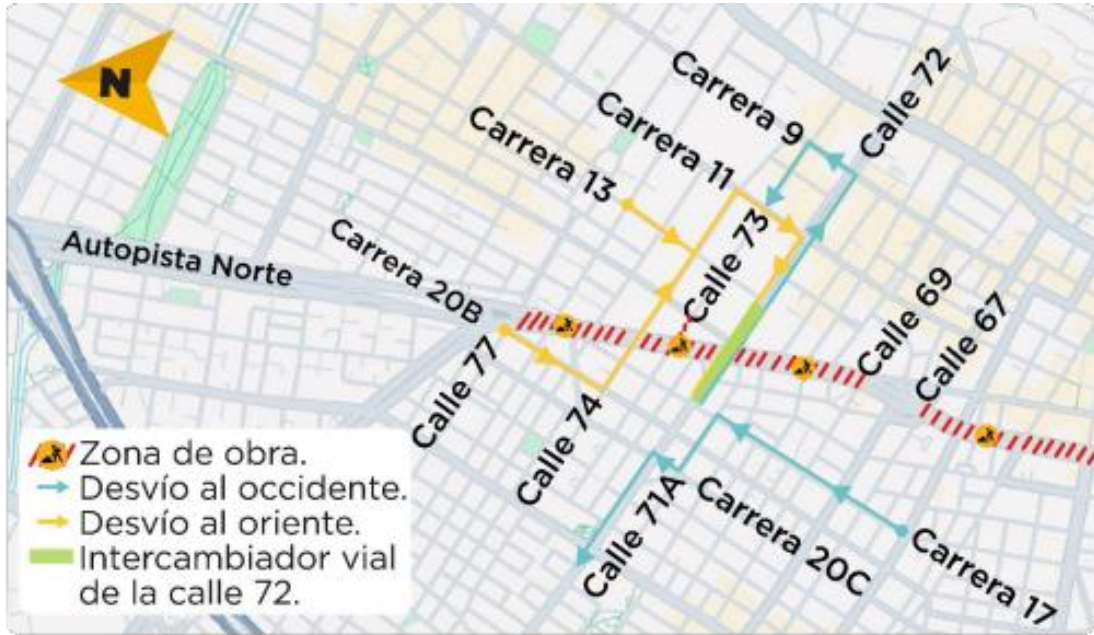 N
Autopista Norte
Carrera 20B
Carrera 13
Carrera 11
Carrera 9
Calle 72
Calle 73
Calle 69
Calle 67
Calle 77
Calle 74
Calle 71A
Carrera 20C
Carrera 17
Zona de obra.
Desvío al occidente.
Desvío al oriente.
Intercambiador vial
de la calle 72.